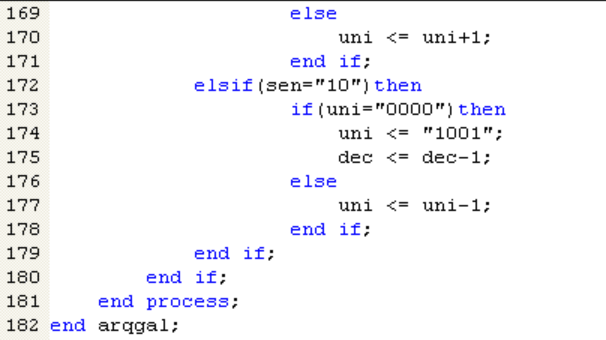 169 else
170 uni <= uni+1;
171 end if;
172 elsif(sen="10")then
173 if(uni="0000")then
174 uni <= "1001";
175 dec <= dec-1;
176 else
177 uni <= uni-1;
178 end if;
179 end if;
180 end if;
181 end process;
182 end arqgal;